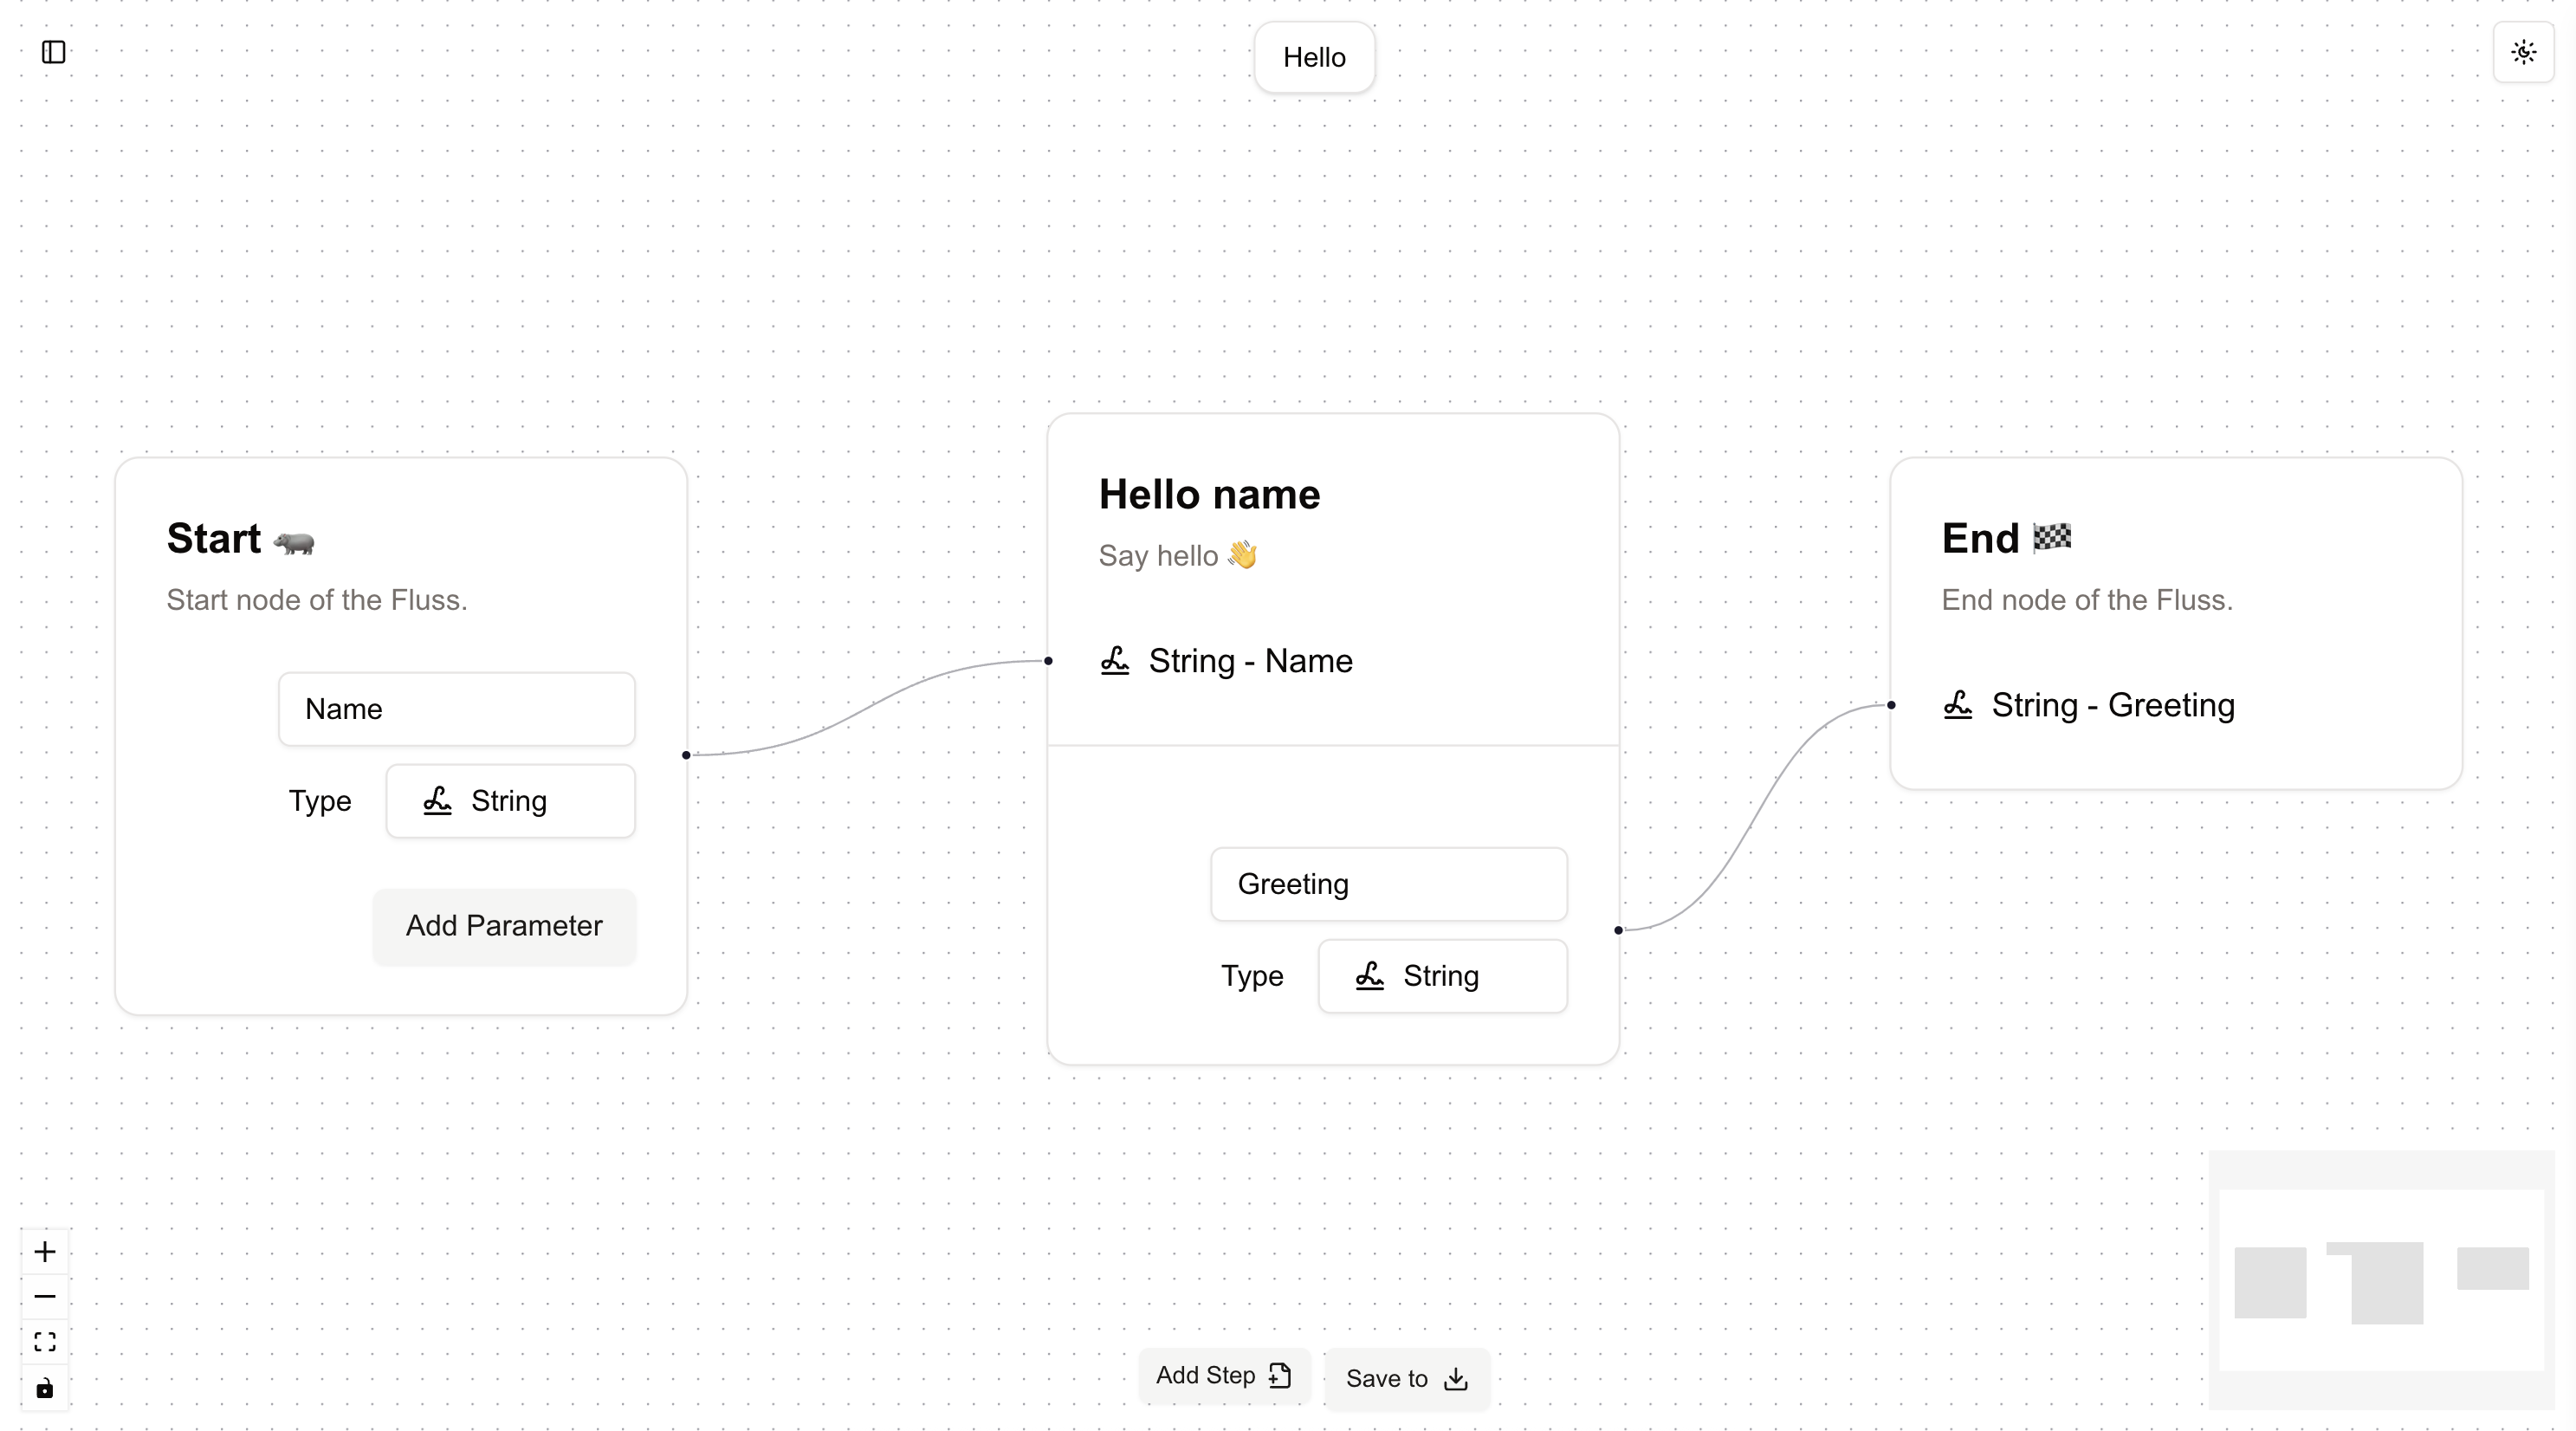 Hello
Start 🦛
Start node of the Fluss.
Name
Type
String
Add Parameter
Hello name
Say hello 👋
String - Name
Greeting
Type
String
End 🏁
End node of the Fluss.
String - Greeting
Add Step
Save to